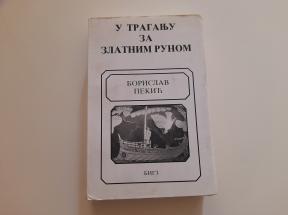 У ТРАГАЊУ
ЗА
ЗЛАТНИМ РУНОМ
БОРИСЛАВ
ПЕКИЋ
БИГЗ